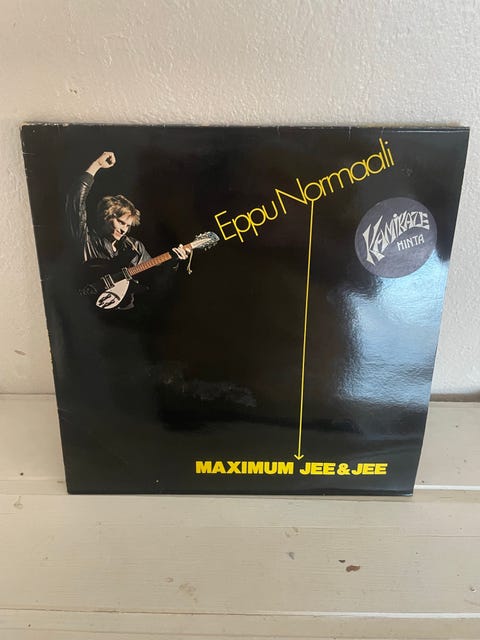 Eppu Normaali
KAMIKAZE
HINTA
MAXIMUM JEE & JEE